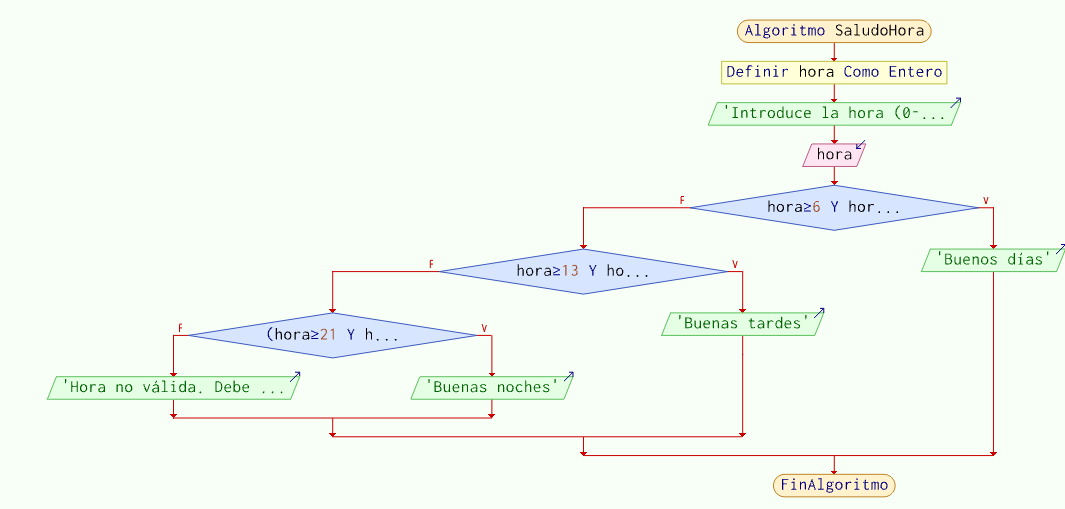 Algoritmo SaludoHora
Definir hora Como Entero
'Introduce la hora (0-...
hora
F
hora≥6 Y hor...
V
'Buenos días'
F
hora≥13 Y ho...
V
'Buenas tardes'
F
(hora≥21 Y h...
V
'Hora no válida. Debe ...
'Buenas noches'
FinAlgoritmo